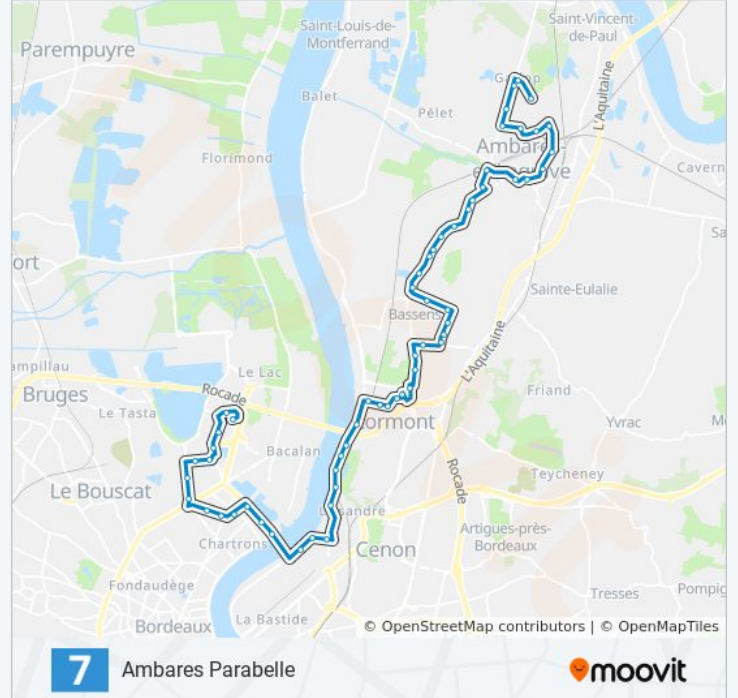 Saint-Louis-de-
Montferrand
Saint-Vincent-
de-Paul
Parempuyre
Balet
Pélet
L'Aquitaine
Florimond
Cavern
Sa
ort
Sainte-Eulalie
Bassens
L'Aquitaine
ampillau
Le Lac
Rocade
Bruges
Le Tasta
Friand
Yvrac
Bacalan
Rocade
Teycheney
Le Bouscat
Artigues-près-
Bordeaux
Chartrons
Cenon
Fondaudège
Tresses
Pompig
La Bastide
Bordeaux
© OpenStreetMap contributors | © OpenMapTiles
7 Ambares Parabelle
moovit